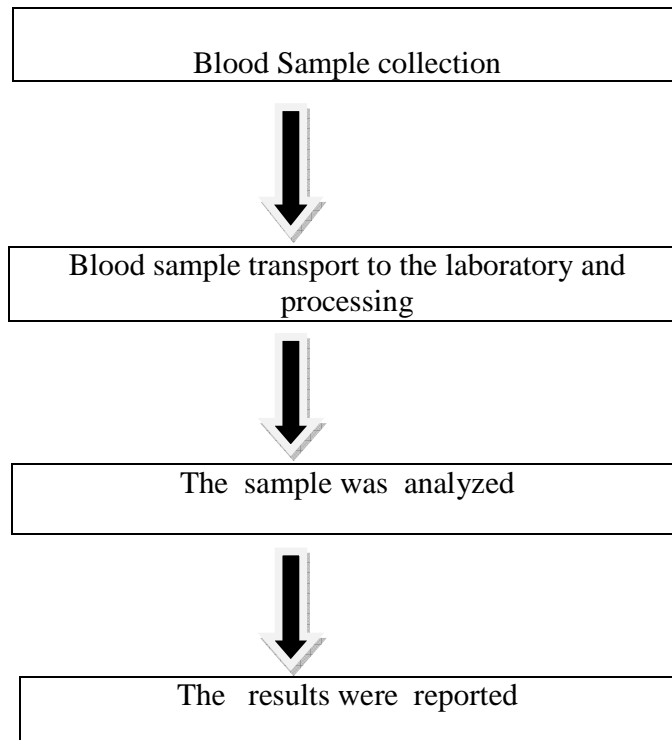 Blood Sample collection
Blood sample transport to the laboratory and
processing
The sample was analyzed
The results were reported